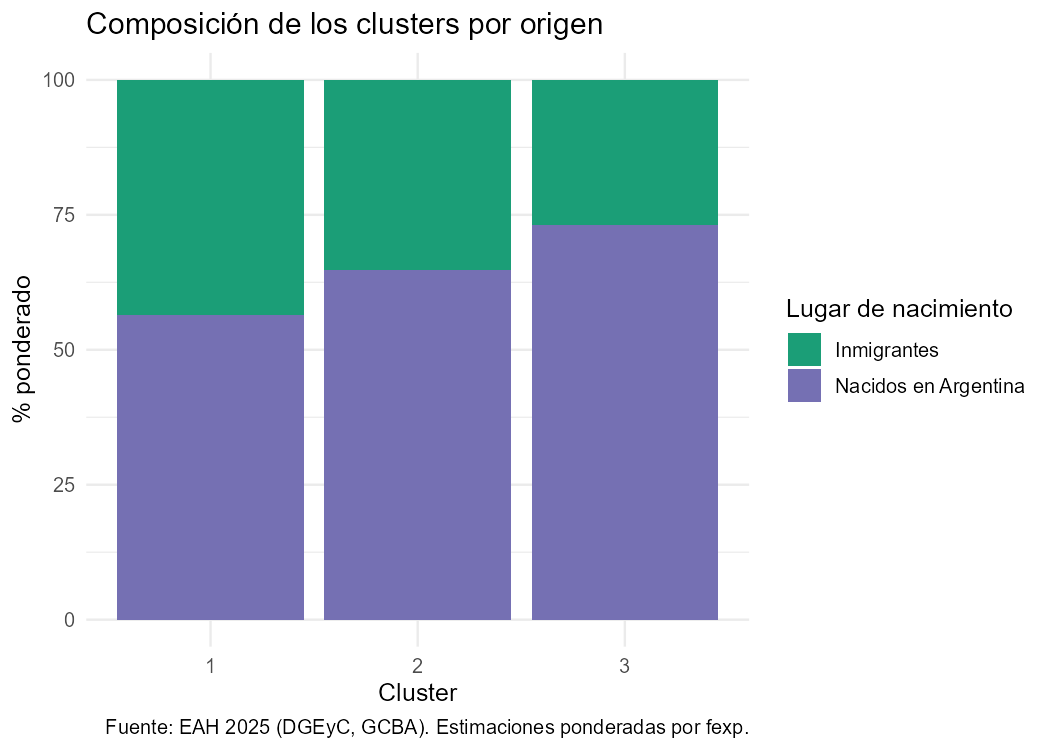 Composición de los clusters por origen
100
75
50
25
0
% ponderado
1
2
3
Cluster
Lugar de nacimiento
Inmigrantes
Nacidos en Argentina
Fuente: EAH 2025 (DGEyC, GCBA). Estimaciones ponderadas por fexp.